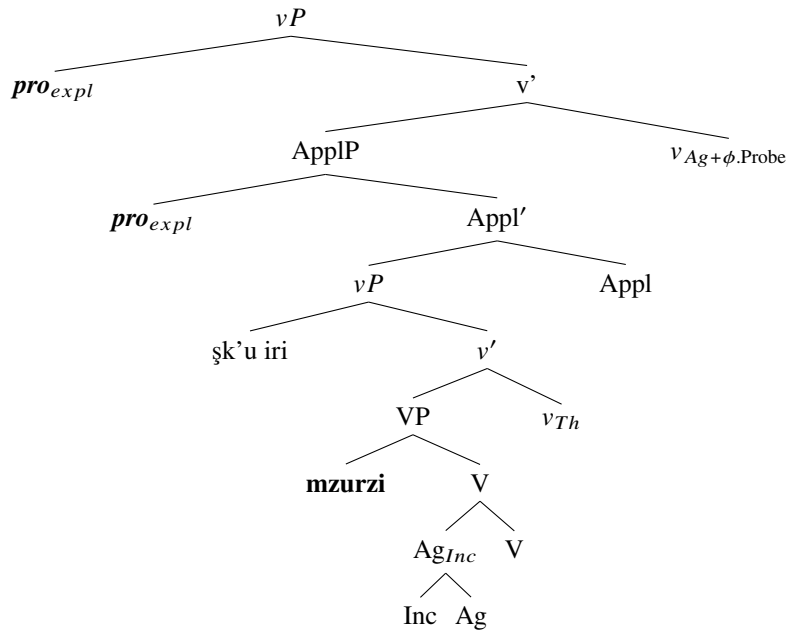 vP
pro_expl v'
ApplP v_Ag+ϕ.Probe
pro_expl Appl′
vP Appl
şk'u iri v′
VP v_Th
mzurzi V
Ag_Inc V
Inc Ag